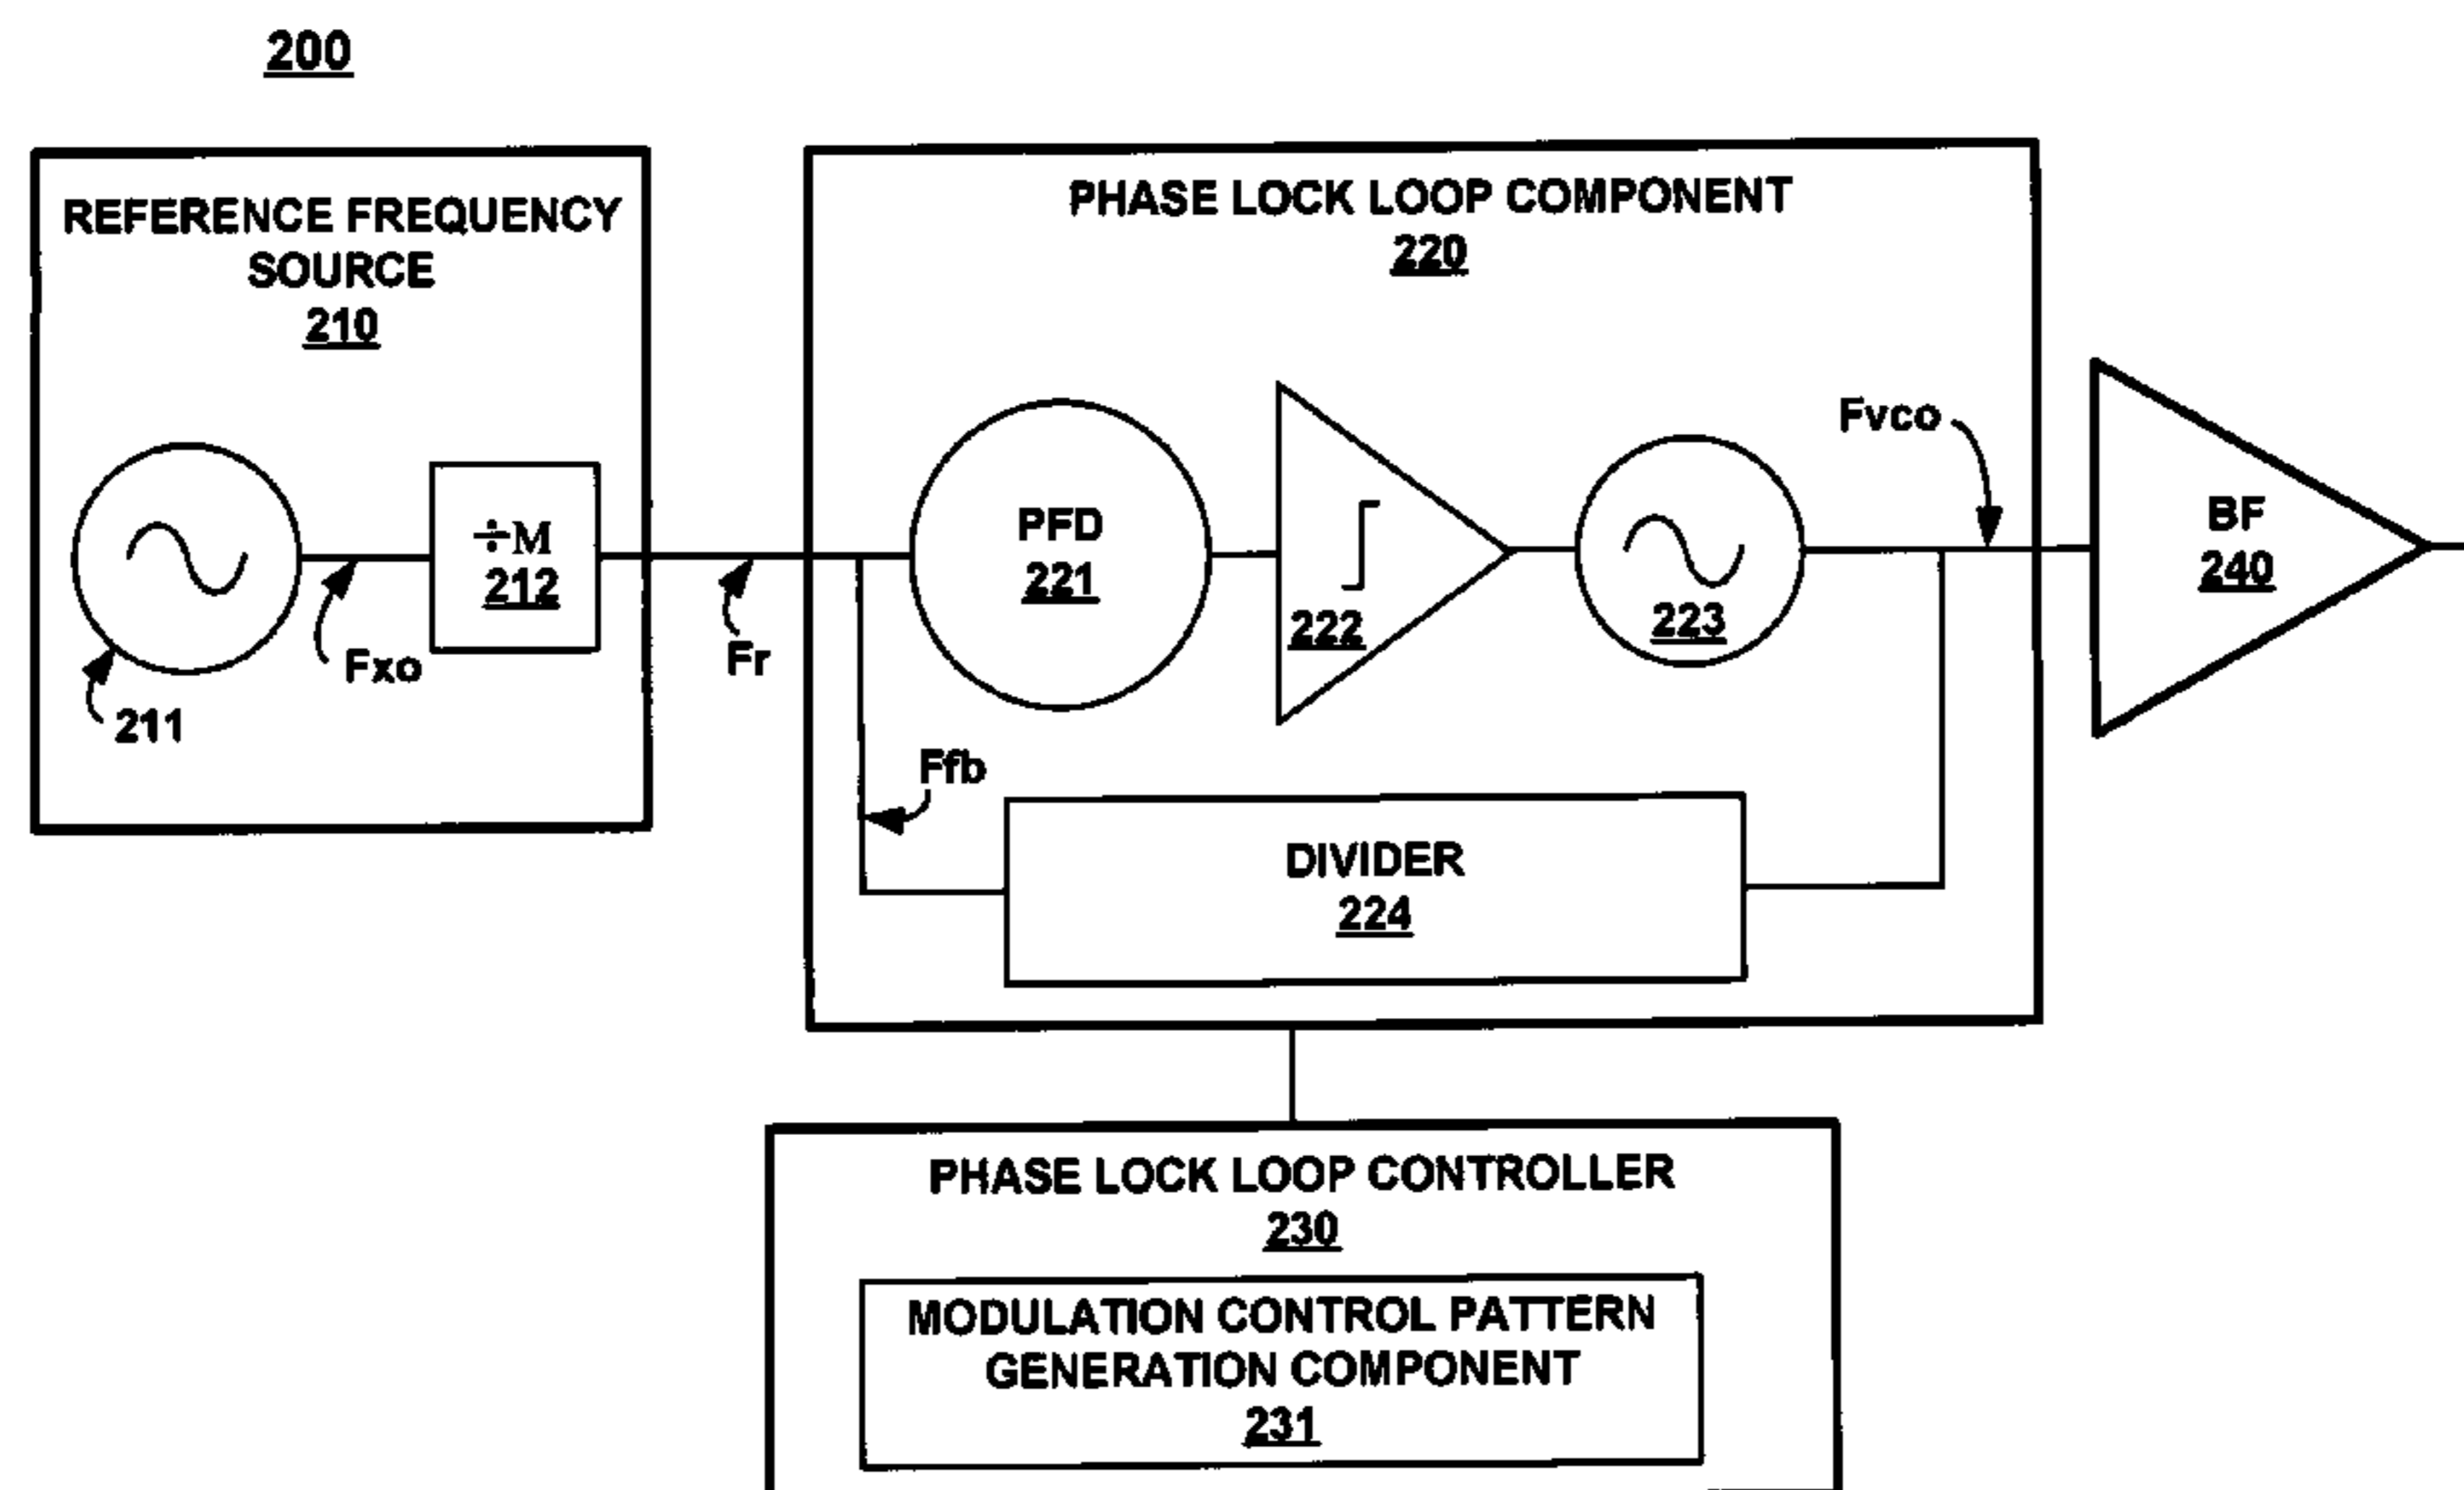 200
REFERENCE FREQUENCY
SOURCE
210
÷M
212
Fxo
211
Fr
PHASE LOCK LOOP COMPONENT
220
PFD
221
222
223
Fvco
Ffb
DIVIDER
224
BF
240
PHASE LOCK LOOP CONTROLLER
230
MODULATION CONTROL PATTERN
GENERATION COMPONENT
231